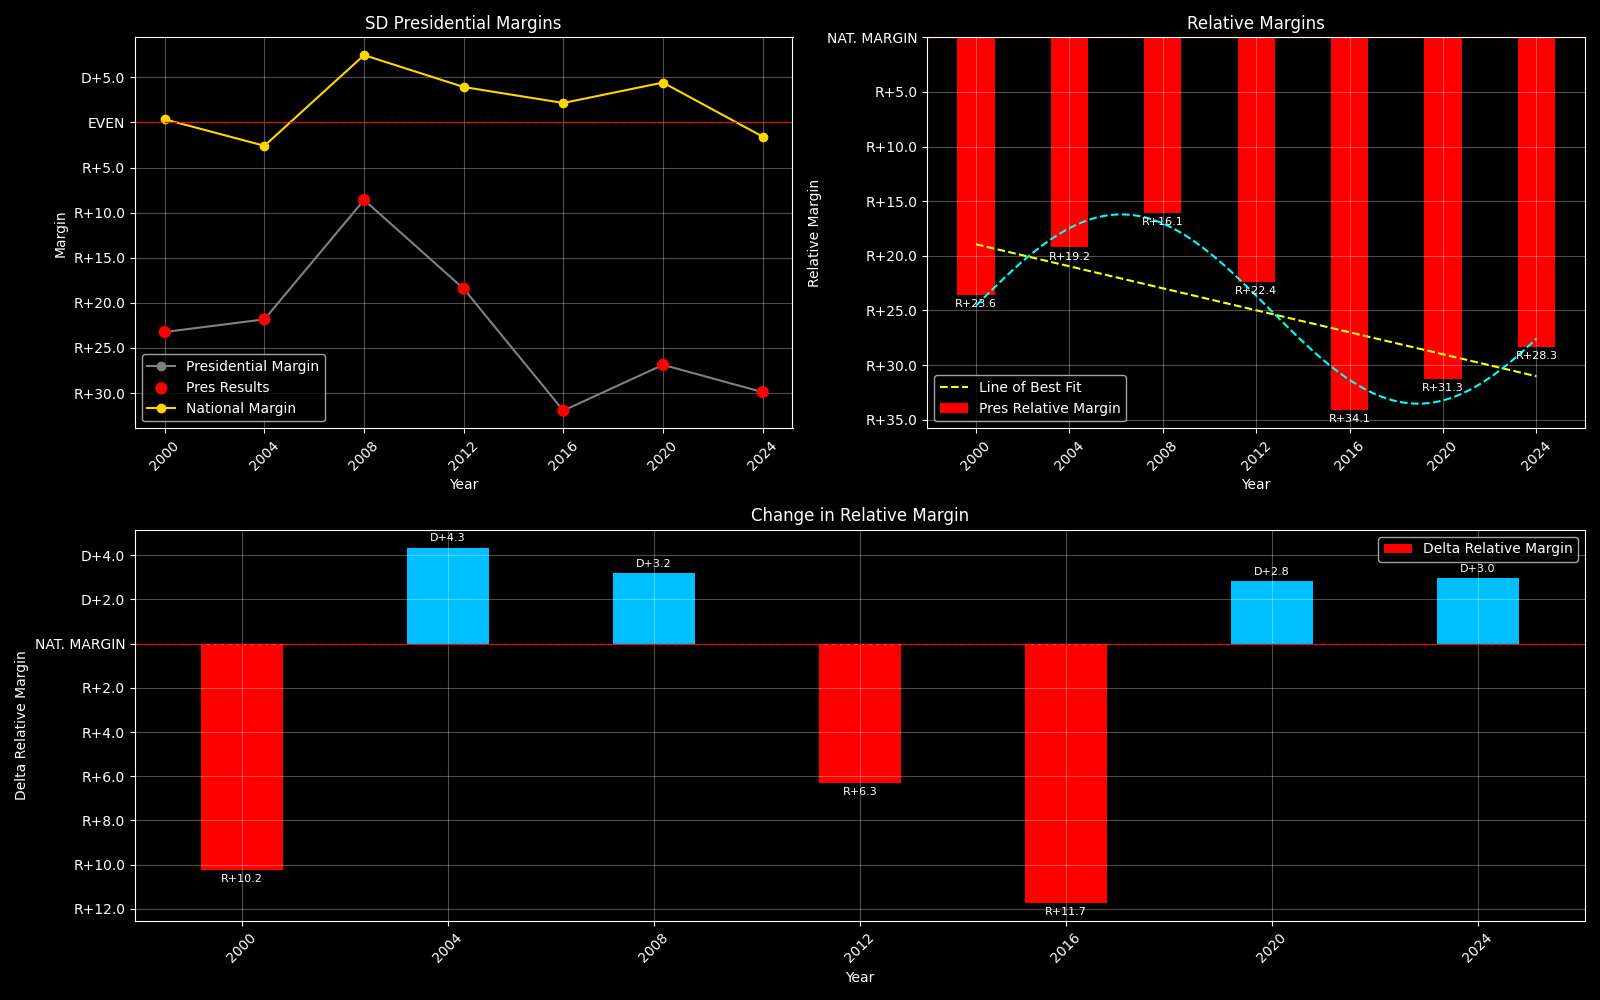 SD Presidential Margins
D+5.0
EVEN
R+5.0
R+10.0
R+15.0
R+20.0
R+25.0
R+30.0
Margin
Presidential Margin
Pres Results
National Margin
2000
2004
2008
2012
2016
2020
2024
Year
Relative Margins
NAT. MARGIN
R+5.0
R+10.0
R+15.0
R+20.0
R+25.0
R+30.0
R+35.0
Relative Margin
R+23.6
R+19.2
R+16.1
R+22.4
R+34.1
R+31.3
R+28.3
Line of Best Fit
Pres Relative Margin
2000
2004
2008
2012
2016
2020
2024
Year
Change in Relative Margin
D+4.0
D+2.0
NAT. MARGIN
R+2.0
R+4.0
R+6.0
R+8.0
R+10.0
R+12.0
Delta Relative Margin
Delta Relative Margin
R+10.2
D+4.3
D+3.2
R+6.3
R+11.7
D+2.8
D+3.0
2000
2004
2008
2012
2016
2020
2024
Year